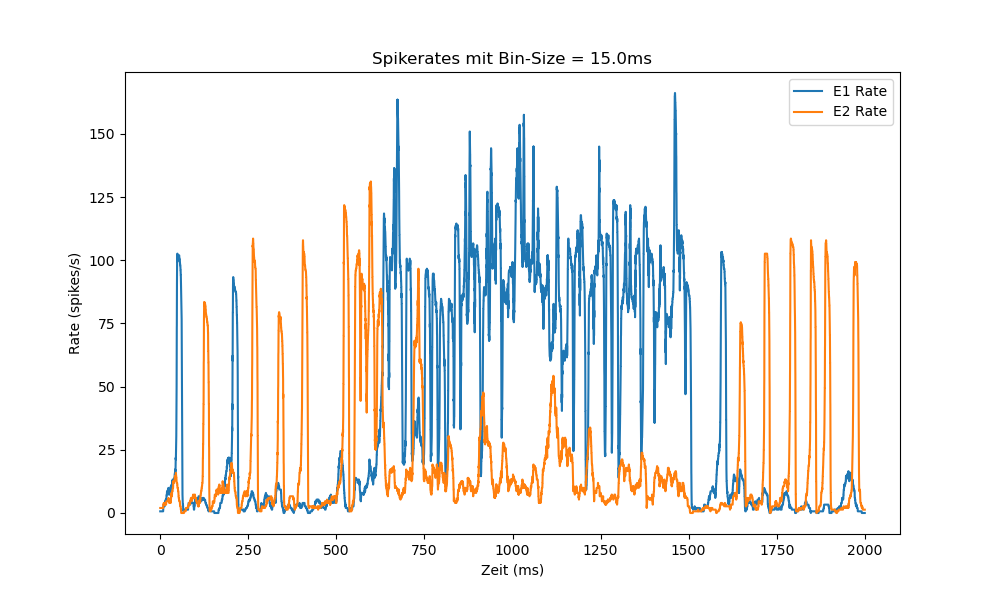 Spikerates mit Bin-Size = 15.0ms
E1 Rate
E2 Rate
Rate (spikes/s)
150
125
100
75
50
25
0
0 250 500 750 1000 1250 1500 1750 2000
Zeit (ms)